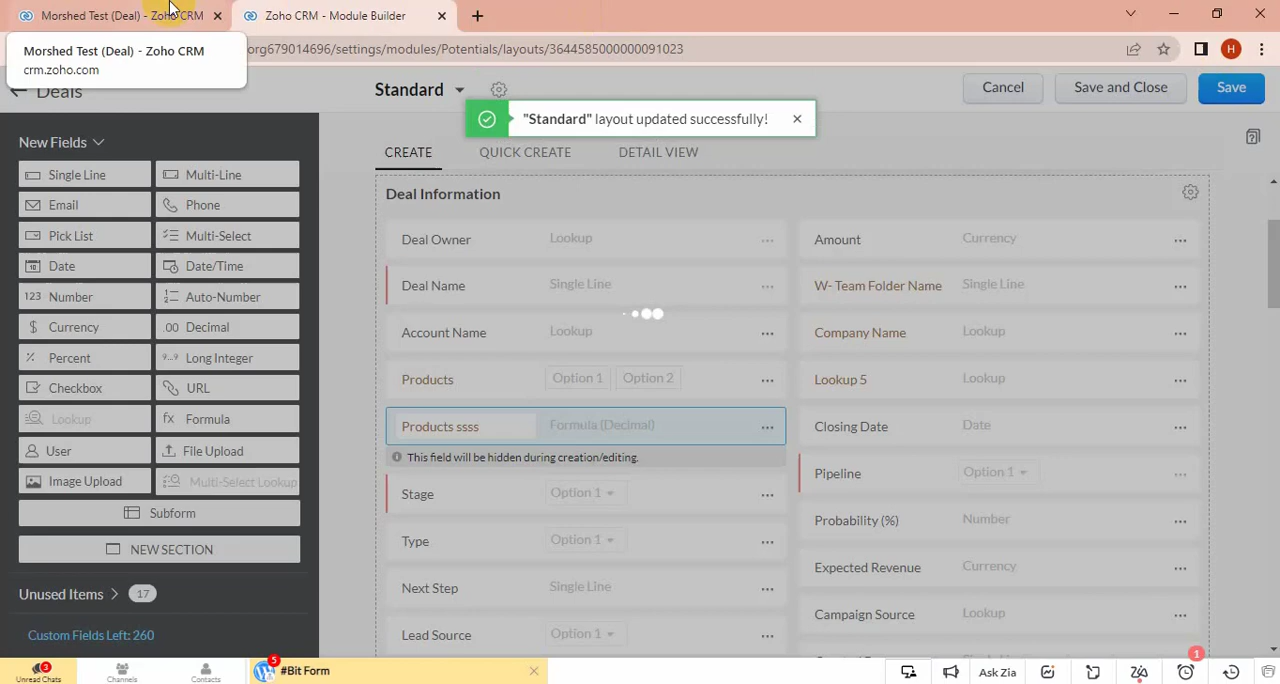 Morshed Test (Deal) - Zoho CRM
Zoho CRM - Module Builder
Morshed Test (Deal) - Zoho CRM
crm.zoho.com
org679014696/settings/modules/Potentials/layouts/3644585000000091023
H
Deals
Standard
Cancel
Save and Close
Save
"Standard" layout updated successfully!
New Fields
Single Line
Multi-Line
Email
Phone
Pick List
Multi-Select
Date
Date/Time
123 Number
Auto-Number
$ Currency
.00 Decimal
% Percent
9...9 Long Integer
Checkbox
URL
Lookup
fx Formula
User
File Upload
Image Upload
Multi-Select Lookup
Subform
NEW SECTION
Unused Items
17
Custom Fields Left: 260
CREATE
QUICK CREATE
DETAIL VIEW
Deal Information
Deal Owner
Lookup
Amount
Currency
Deal Name
Single Line
W- Team Folder Name
Single Line
Account Name
Lookup
Company Name
Lookup
Products
Option 1
Option 2
Lookup 5
Lookup
Products ssss
Formula (Decimal)
This field will be hidden during creation/editing.
Closing Date
Date
Pipeline
Option 1
Stage
Option 1
Probability (%)
Number
Type
Option 1
Expected Revenue
Currency
Next Step
Single Line
Campaign Source
Lookup
Lead Source
Option 1
3
Unread Chats
Channels
Contacts
5
#Bit Form
Ask Zia
1